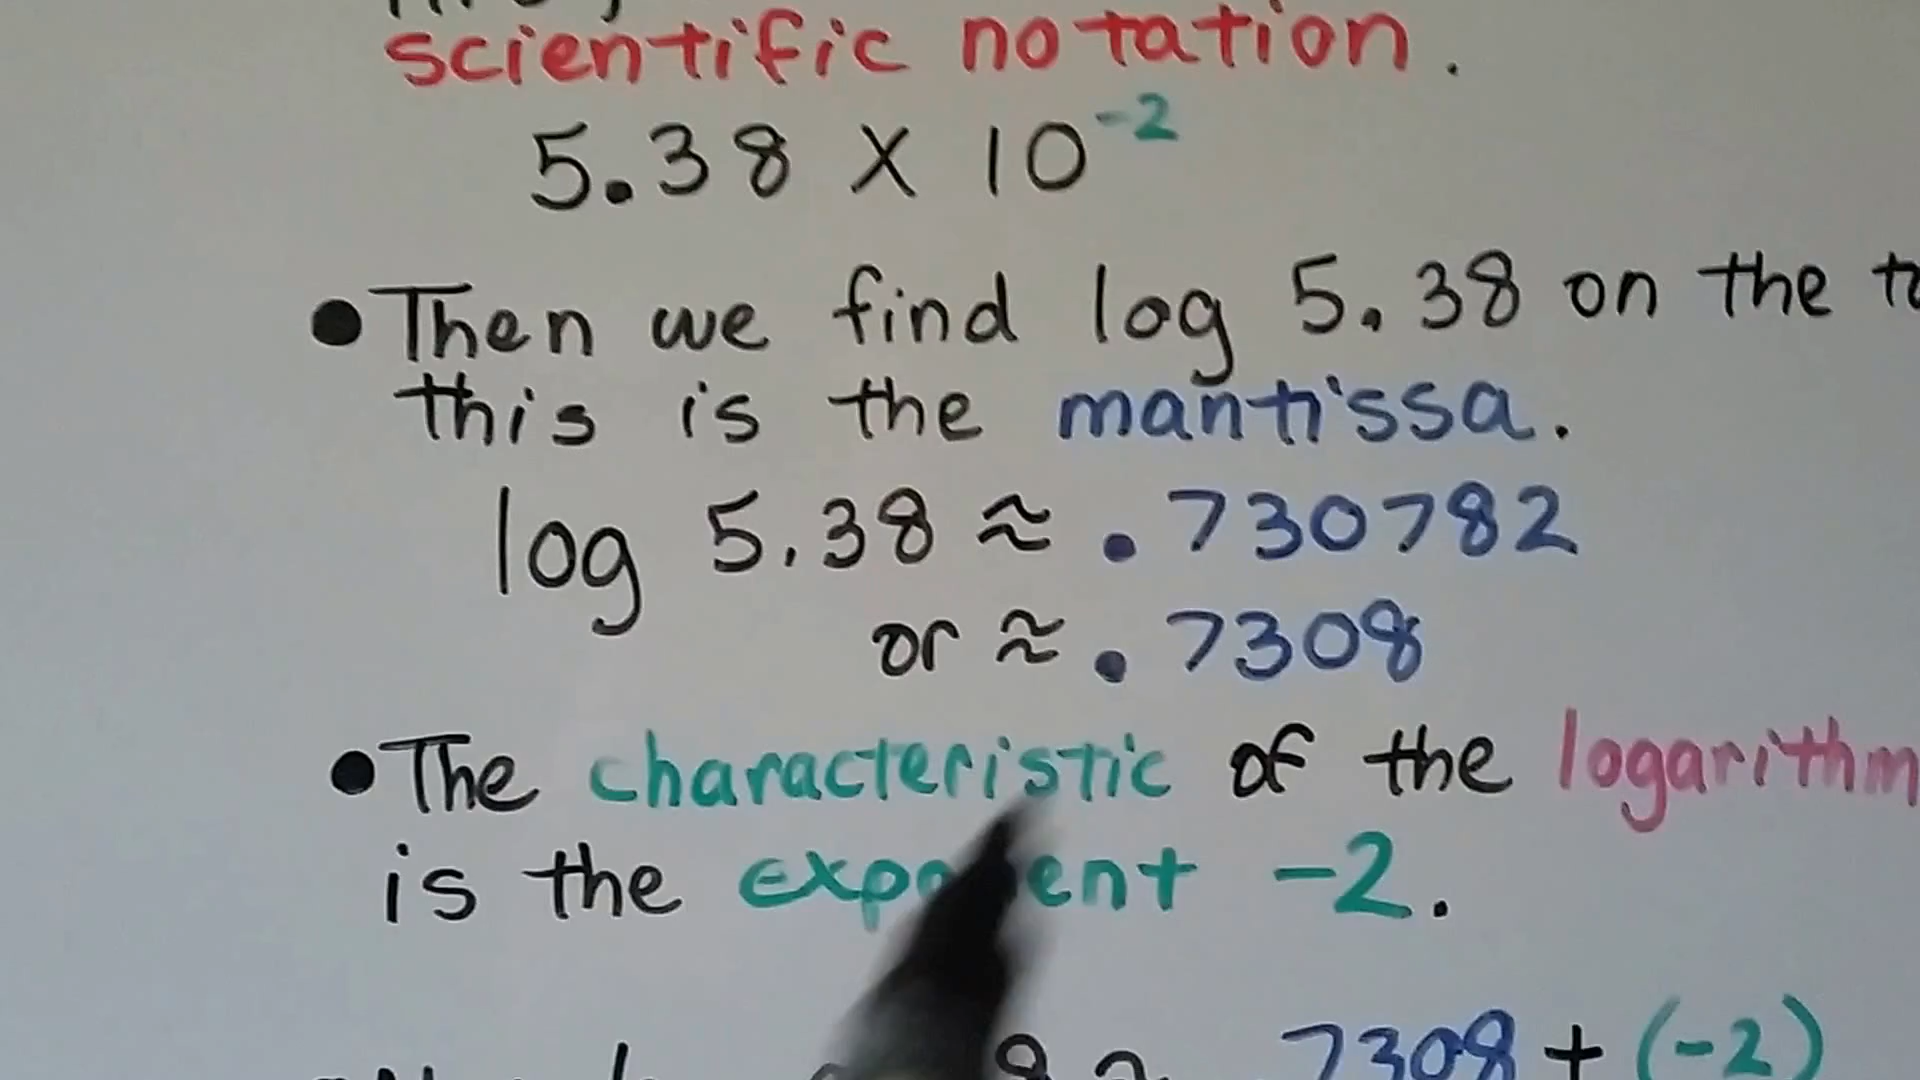 scientific notation.
5.38 X 10⁻²
• Then we find log 5.38 on the
this is the mantissa.
log 5.38 ≈ .730782
or ≈ .7308
• The characteristic of the logarithm
is the exponent -2.
8 ≈ .7308 + (-2)